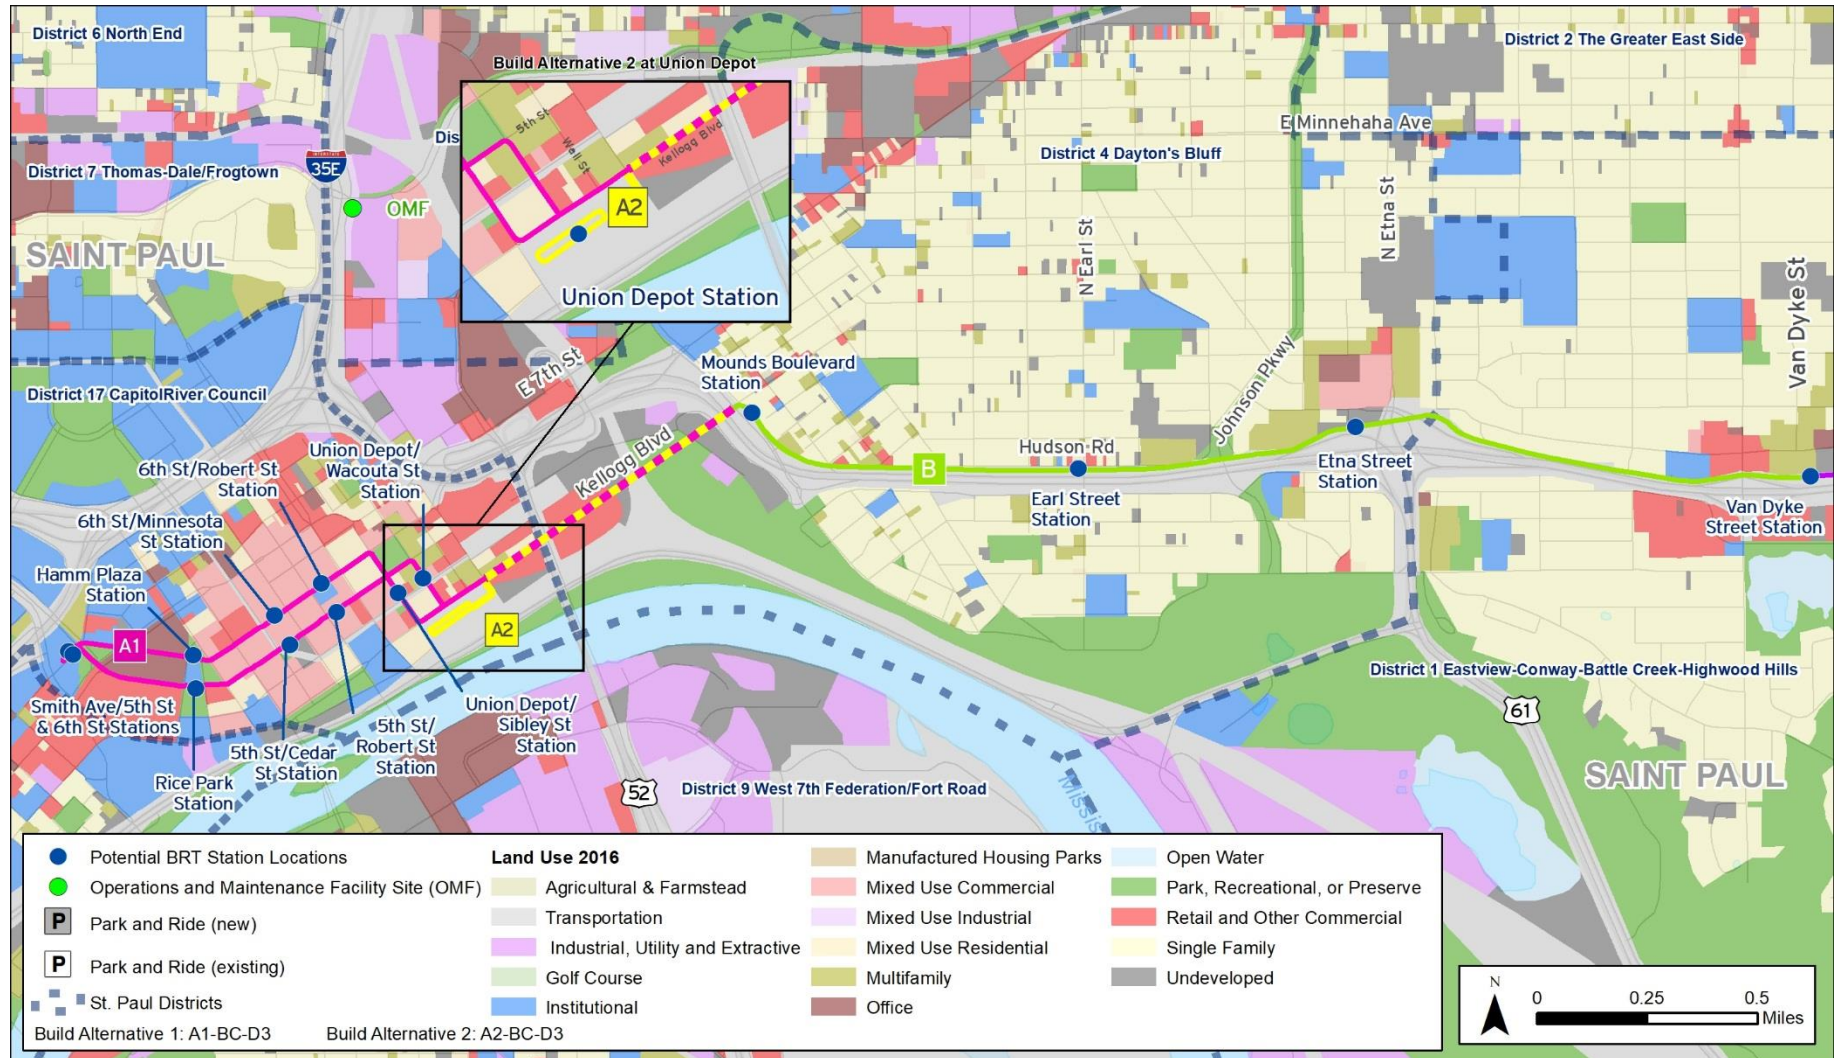 District 6 North End
District 2 The Greater East Side
Build Alternative 2 at Union Depot
5th St
Wall St
Kellogg Blvd
A2
Union Depot Station
Dis
E Minnehaha Ave
District 4 Dayton's Bluff
District 7 Thomas-Dale/Frogtown
INTERSTATE
35E
OMF
SAINT PAUL
N Earl St
N Etna St
Van Dyke St
Johnson Pkwy
E 7th St
Mounds Boulevard
Station
District 17 CapitolRiver Council
Kellogg Blvd
Hudson Rd
B
Union Depot/
Wacouta St
Station
6th St/Robert St
Station
6th St/Minnesota
St Station
Hamm Plaza
Station
Earl Street
Station
Etna Street
Station
Van Dyke
Street Station
A1
A2
Smith Ave/5th St
& 6th St Stations
Rice Park
Station
5th St/Cedar
St Station
5th St/
Robert St
Station
Union Depot/
Sibley St
Station
District 1 Eastview-Conway-Battle Creek-Highwood Hills
61
52
District 9 West 7th Federation/Fort Road
SAINT PAUL
Missis
Potential BRT Station Locations
Operations and Maintenance Facility Site (OMF)
P Park and Ride (new)
P Park and Ride (existing)
St. Paul Districts
Build Alternative 1: A1-BC-D3 Build Alternative 2: A2-BC-D3
Land Use 2016
Agricultural & Farmstead
Transportation
Industrial, Utility and Extractive
Golf Course
Institutional
Manufactured Housing Parks
Mixed Use Commercial
Mixed Use Industrial
Mixed Use Residential
Multifamily
Office
Open Water
Park, Recreational, or Preserve
Retail and Other Commercial
Single Family
Undeveloped
N
0 0.25 0.5
Miles